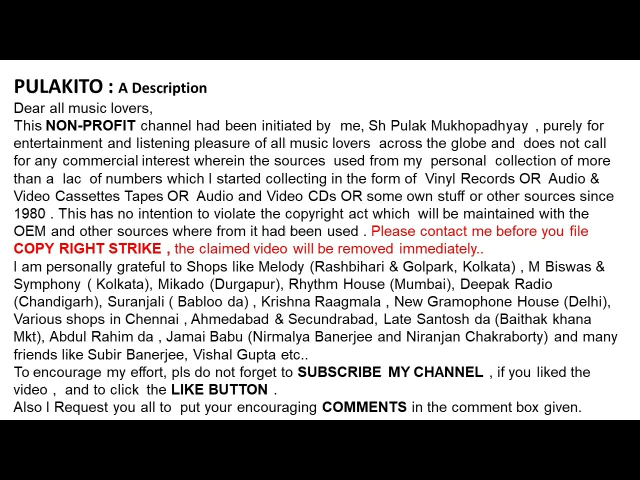 PULAKITO : A Description
Dear all music lovers,
This NON-PROFIT channel had been initiated by me, Sh Pulak Mukhopadhyay , purely for
entertainment and listening pleasure of all music lovers across the globe and does not call
for any commercial interest wherein the sources used from my personal collection of more
than a lac of numbers which I started collecting in the form of Vinyl Records OR Audio &
Video Cassettes Tapes OR Audio and Video CDs OR some own stuff or other sources since
1980 . This has no intention to violate the copyright act which will be maintained with the
OEM and other sources where from it had been used . Please contact me before you file
COPY RIGHT STRIKE , the claimed video will be removed immediately..
I am personally grateful to Shops like Melody (Rashbihari & Golpark, Kolkata) , M Biswas &
Symphony ( Kolkata), Mikado (Durgapur), Rhythm House (Mumbai), Deepak Radio
(Chandigarh), Suranjali ( Babloo da) , Krishna Raagmala , New Gramophone House (Delhi),
Various shops in Chennai , Ahmedabad & Secundrabad, Late Santosh da (Baithak khana
Mkt), Abdul Rahim da , Jamai Babu (Nirmalya Banerjee and Niranjan Chakraborty) and many
friends like Subir Banerjee, Vishal Gupta etc..
To encourage my effort, pls do not forget to SUBSCRIBE MY CHANNEL , if you liked the
video , and to click the LIKE BUTTON .
Also I Request you all to put your encouraging COMMENTS in the comment box given.